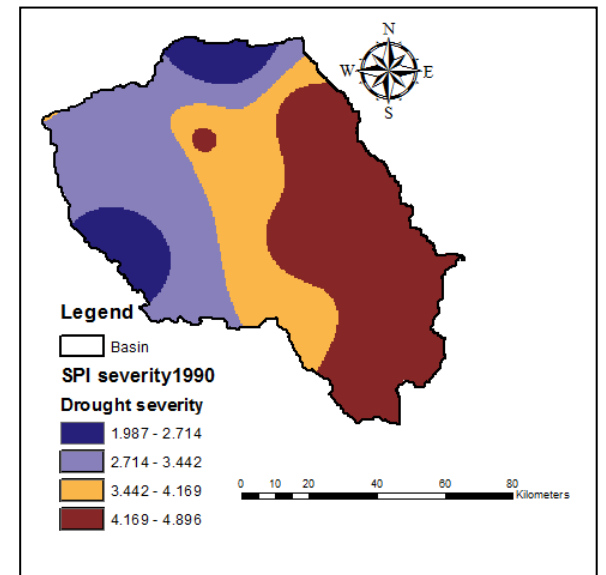 N
W E
S
Legend
Basin
SPI severity1990
Drought severity
1.987 - 2.714
2.714 - 3.442
3.442 - 4.169
4.169 - 4.896
0 10 20 40 60 80
Kilometers